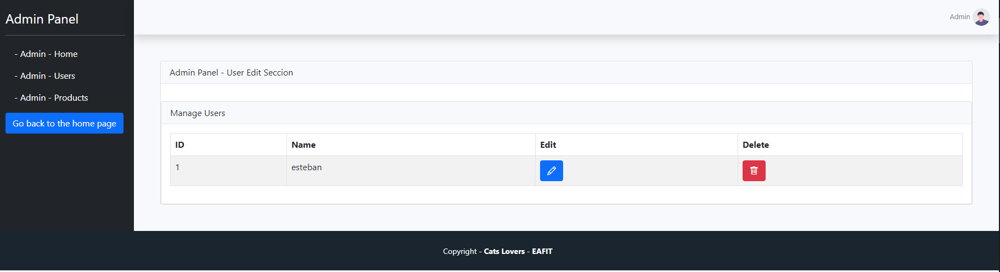 Admin Panel
Admin
- Admin - Home
- Admin - Users
- Admin - Products
Go back to the home page
Admin Panel - User Edit Seccion
Manage Users
ID Name Edit Delete
1 esteban
Copyright - Cats Lovers - EAFIT